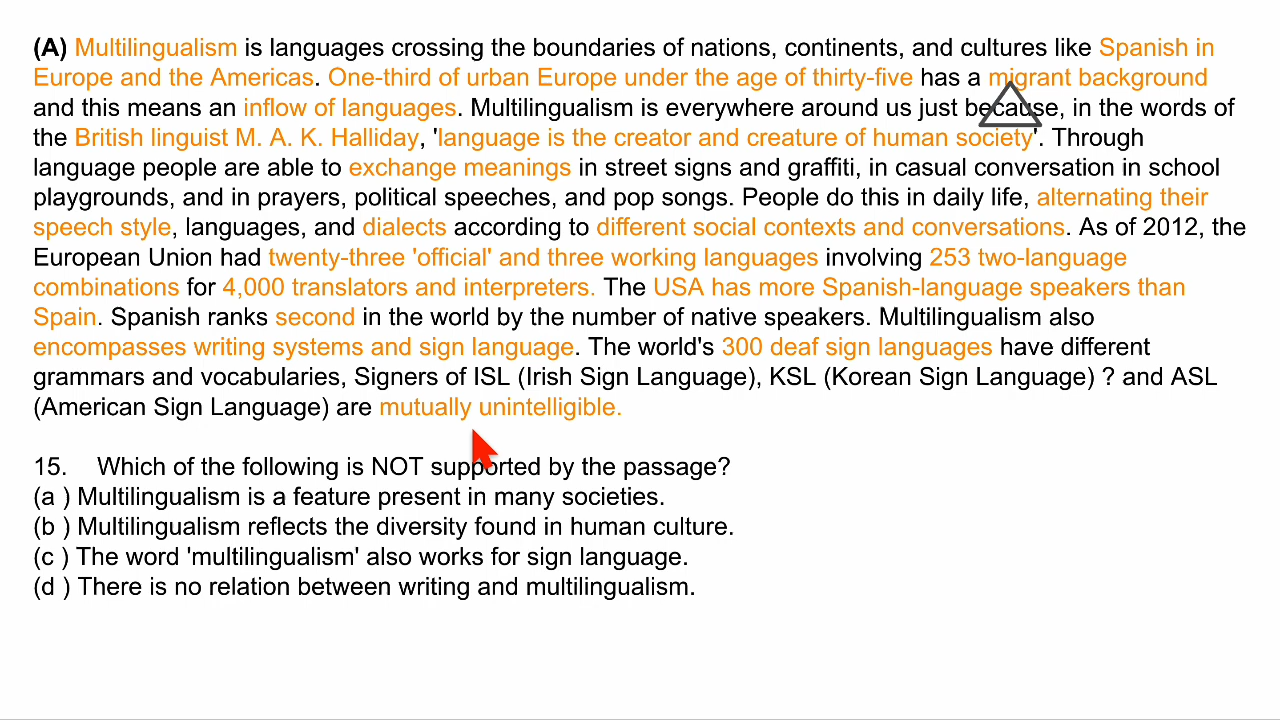 (A) Multilingualism is languages crossing the boundaries of nations, continents, and cultures like Spanish in
Europe and the Americas. One-third of urban Europe under the age of thirty-five has a migrant background
and this means an inflow of languages. Multilingualism is everywhere around us just because, in the words of
the British linguist M. A. K. Halliday, 'language is the creator and creature of human society'. Through
language people are able to exchange meanings in street signs and graffiti, in casual conversation in school
playgrounds, and in prayers, political speeches, and pop songs. People do this in daily life, alternating their
speech style, languages, and dialects according to different social contexts and conversations. As of 2012, the
European Union had twenty-three 'official' and three working languages involving 253 two-language
combinations for 4,000 translators and interpreters. The USA has more Spanish-language speakers than
Spain. Spanish ranks second in the world by the number of native speakers. Multilingualism also
encompasses writing systems and sign language. The world's 300 deaf sign languages have different
grammars and vocabularies, Signers of ISL (Irish Sign Language), KSL (Korean Sign Language) ? and ASL
(American Sign Language) are mutually unintelligible.
15. Which of the following is NOT supported by the passage?
(a ) Multilingualism is a feature present in many societies.
(b ) Multilingualism reflects the diversity found in human culture.
(c ) The word 'multilingualism' also works for sign language.
(d ) There is no relation between writing and multilingualism.